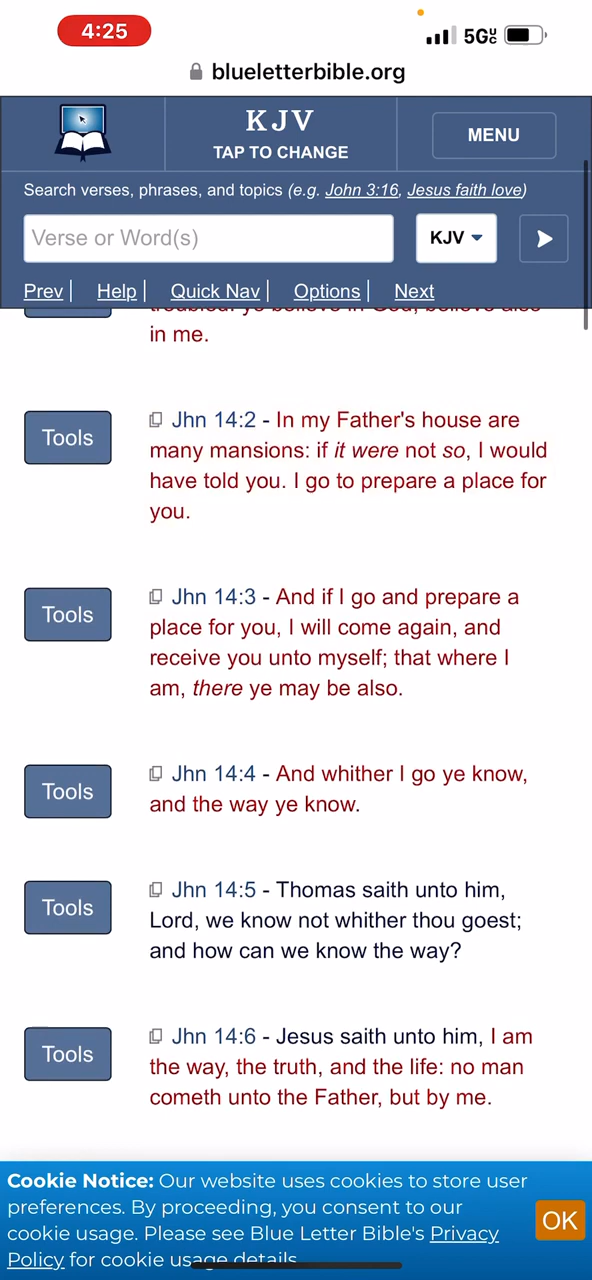 4:25
5G
blueletterbible.org
KJV
TAP TO CHANGE
MENU
Search verses, phrases, and topics (e.g. John 3:16, Jesus faith love)
Verse or Word(s)
KJV
Prev | Help | Quick Nav | Options | Next
troubled: ye believe in God, believe also
in me.
Tools
Jhn 14:2 - In my Father's house are
many mansions: if it were not so, I would
have told you. I go to prepare a place for
you.
Tools
Jhn 14:3 - And if I go and prepare a
place for you, I will come again, and
receive you unto myself; that where I
am, there ye may be also.
Tools
Jhn 14:4 - And whither I go ye know,
and the way ye know.
Tools
Jhn 14:5 - Thomas saith unto him,
Lord, we know not whither thou goest;
and how can we know the way?
Tools
Jhn 14:6 - Jesus saith unto him, I am
the way, the truth, and the life: no man
cometh unto the Father, but by me.
Cookie Notice: Our website uses cookies to store user
preferences. By proceeding, you consent to our
cookie usage. Please see Blue Letter Bible's Privacy
Policy for cookie usage details
OK